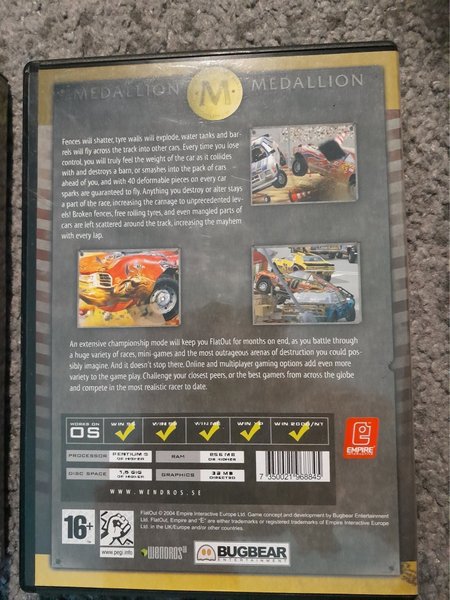 MEDALLION M MEDALLION
Fences will shatter, tyre walls will explode, water tanks and bar-
rels will fly across the track into other cars. Every time you lose
control, you will truly feel the weight of the car as it collides
with and destroys a barn, or smashes into the pack of cars
ahead of you, and with 40 deformable pieces on every car
sparks are guaranteed to fly. Anything you destroy or alter stays
a part of the race, increasing the carnage to unprecedented lev-
els! Broken fences, free rolling tyres, and even mangled parts of
cars are left scattered around the track, increasing the mayhem
with every lap.
An extensive championship mode will keep you FlatOut for months on end, as you battle through
a huge variety of races, mini games and the most outrageous arenas of destruction you could pos-
sibly imagine. And it doesn't stop there. Online and multiplayer gaming options add even more
variety to the game play. Challenge your closest peers, or the best gamers from across the globe
and compete in the most realistic racer to date.
WORKS ON
OS
WIN 95 WIN 98 WIN ME WIN XP WIN 2000/NT
PROCESSOR PENTIUM 3 OR HIGHER RAM 256 MB OR HIGHER
DISC SPACE 1,5 GIG OR HIGHER GRAPHICS 32 MB DIRECTED
WWW.WENDROS.SE
7 350021 968845
EMPIRE
INTERACTIVE
16+
www.pegi.info
FlatOut © 2004 Empire Interactive Europe Ltd. Game concept and development by Bugbear Entertainment
Ltd. FlatOut, Empire and "E" are either trademarks or registered trademarks of Empire Interactive Europe
Ltd. in the UK/Europe and/or other countries.
WENDROS
BUGBEAR
ENTERTAINMENT